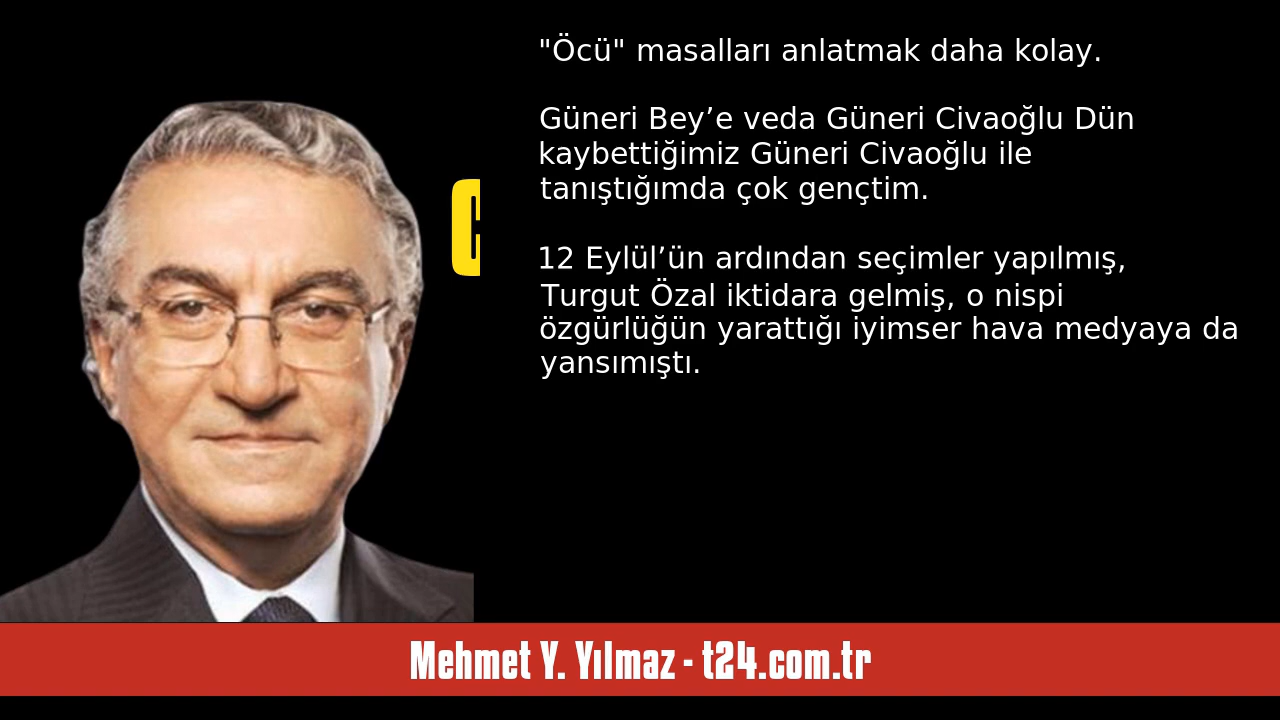 "Öcü" masalları anlatmak daha kolay.
Güneri Bey’e veda Güneri Civaoğlu Dün
kaybettiğimiz Güneri Civaoğlu ile
tanıştığımda çok gençtim.
12 Eylül’ün ardından seçimler yapılmış,
Turgut Özal iktidara gelmiş, o nispi
özgürlüğün yarattığı iyimser hava medyaya da
yansımıştı.
Mehmet Y. Yılmaz - t24.com.tr